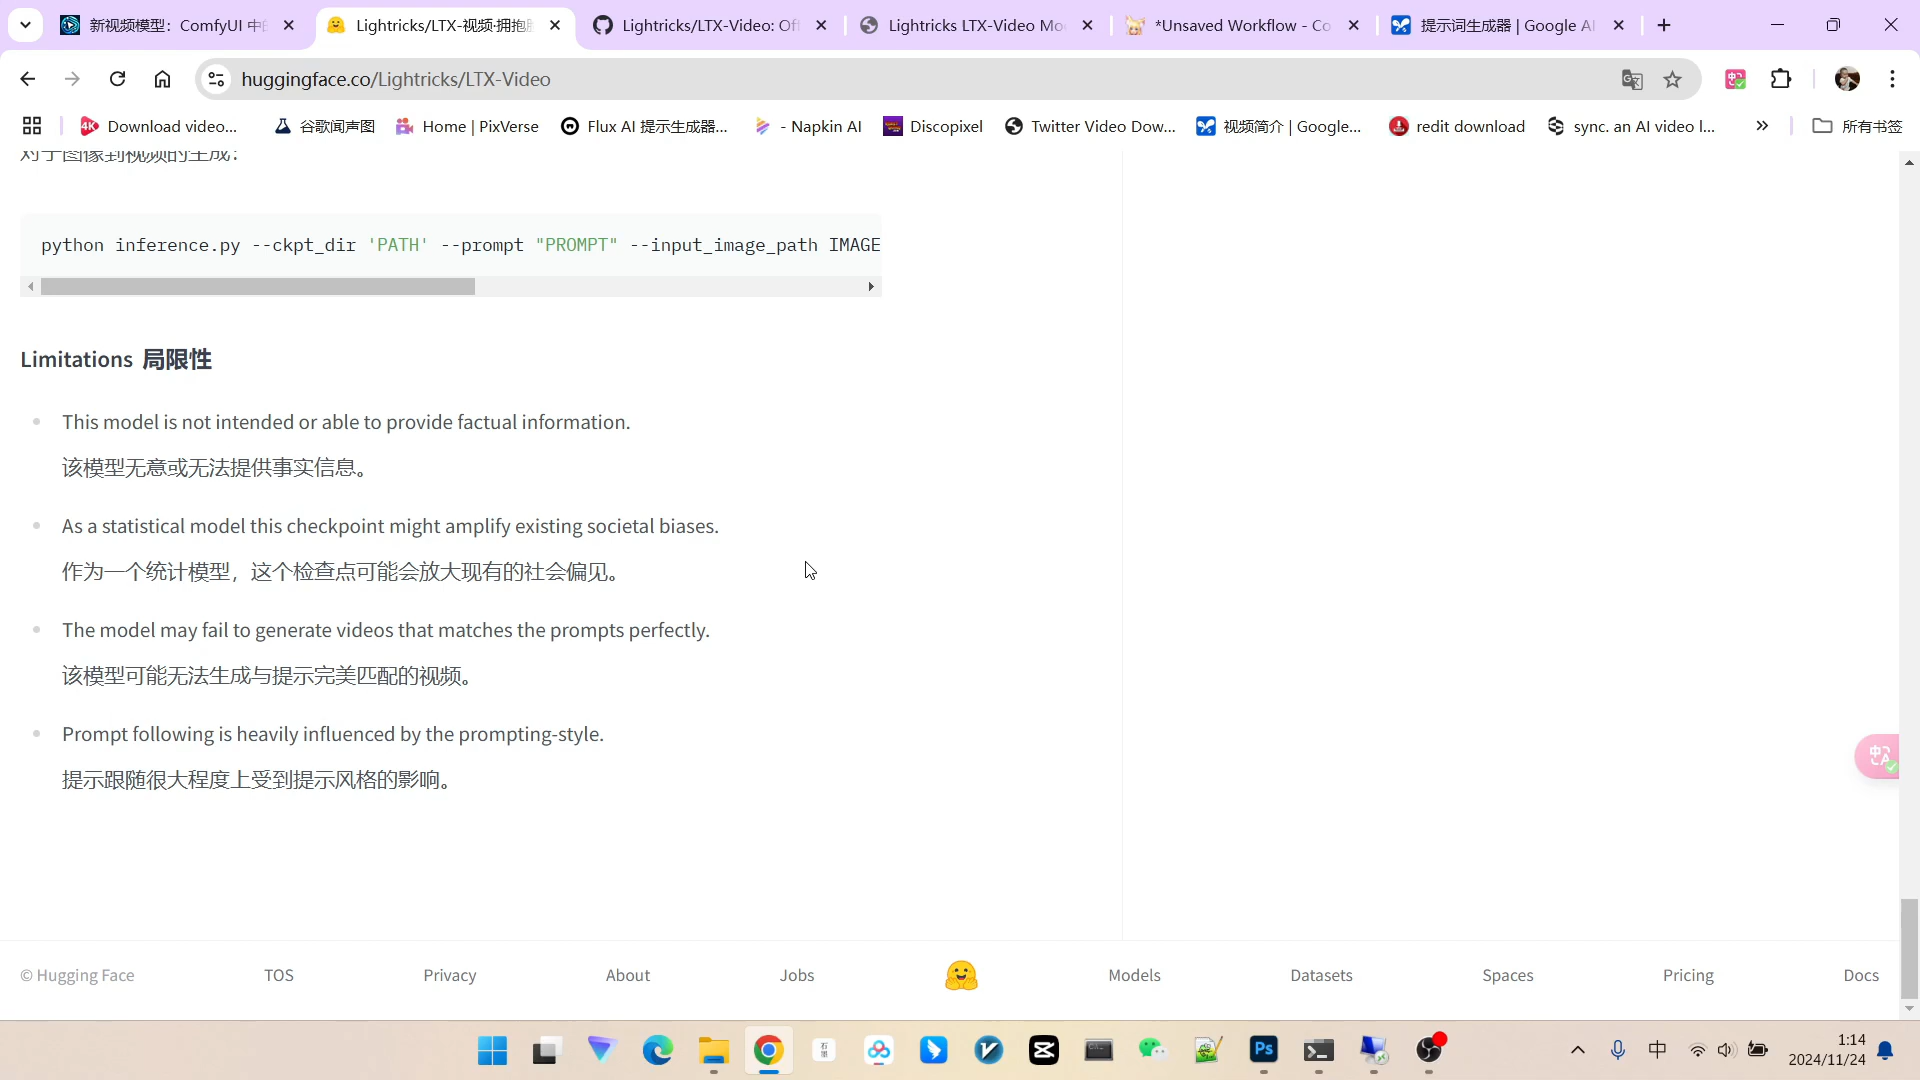 新视频模型：ComfyUI 中
Lightricks/LTX-视频·拥抱
Lightricks/LTX-Video: Of
Lightricks LTX-Video Mo
*Unsaved Workflow - Co
提示词生成器 | Google AI
huggingface.co/Lightricks/LTX-Video
Download video...
谷歌闻声图
Home | PixVerse
Flux AI 提示生成器...
- Napkin AI
Discopixel
Twitter Video Dow...
视频简介 | Google...
redit download
sync. an AI video l...
所有书签
对于图像到视频的生成：
python inference.py --ckpt_dir 'PATH' --prompt "PROMPT" --input_image_path IMAGE
Limitations 局限性
This model is not intended or able to provide factual information.
该模型无意或无法提供事实信息。
As a statistical model this checkpoint might amplify existing societal biases.
作为一个统计模型，这个检查点可能会放大现有的社会偏见。
The model may fail to generate videos that matches the prompts perfectly.
该模型可能无法生成与提示完美匹配的视频。
Prompt following is heavily influenced by the prompting-style.
提示跟随很大程度上受到提示风格的影响。
© Hugging Face
TOS
Privacy
About
Jobs
Models
Datasets
Spaces
Pricing
Docs
中
1:14
2024/11/24